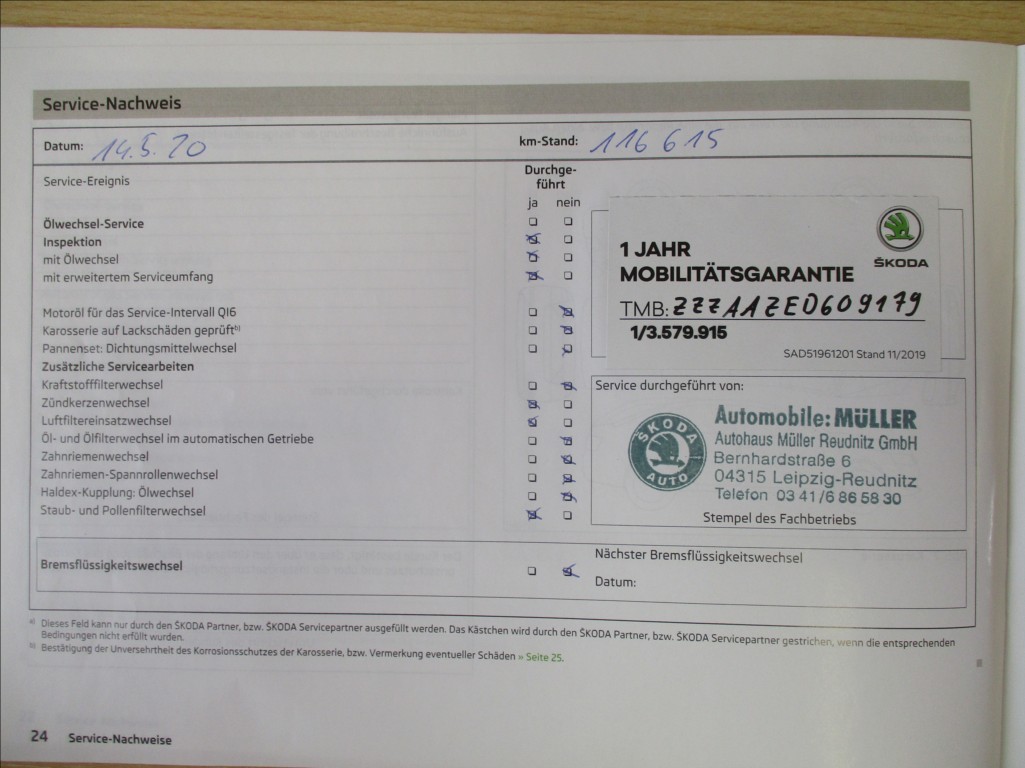 Service-Nachweis
Datum: 14.5.20
km-Stand: 116 615
Service-Ereignis
Durchge-
führt
ja nein
Ölwechsel-Service
Inspektion
mit Ölwechsel
mit erweitertem Serviceumfang
Motoröl für das Service-Intervall QI6
Karosserie auf Lackschäden geprüft b)
Pannenset: Dichtungsmittelwechsel
Zusätzliche Servicearbeiten
Kraftstofffilterwechsel
Zündkerzenwechsel
Luftfiltereinsatzwechsel
Öl- und Ölfilterwechsel im automatischen Getriebe
Zahnriemenwechsel
Zahnriemen-Spannrollenwechsel
Haldex-Kupplung: Ölwechsel
Staub- und Pollenfilterwechsel
1 JAHR
MOBILITÄTSGARANTIE
ŠKODA
TMB: ZZZAAZED609179
1/3.579.915
SAD51961201 Stand 11/2019
Service durchgeführt von:
ŠKODA
AUTO
Automobile: MÜLLER
Autohaus Müller Reudnitz GmbH
Bernhardstraße 6
04315 Leipzig-Reudnitz
Telefon 03 41/6 86 58 30
Stempel des Fachbetriebs
Bremsflüssigkeitswechsel
Nächster Bremsflüssigkeitswechsel
Datum:
a) Dieses Feld kann nur durch den ŠKODA Partner, bzw. ŠKODA Servicepartner ausgefüllt werden. Das Kästchen wird durch den ŠKODA Partner, bzw. ŠKODA Servicepartner gestrichen, wenn die entsprechenden
Bedingungen nicht erfüllt wurden.
b) Bestätigung der Unversehrtheit des Korrosionsschutzes der Karosserie, bzw. Vermerkung eventueller Schäden » Seite 25.
24 Service-Nachweise